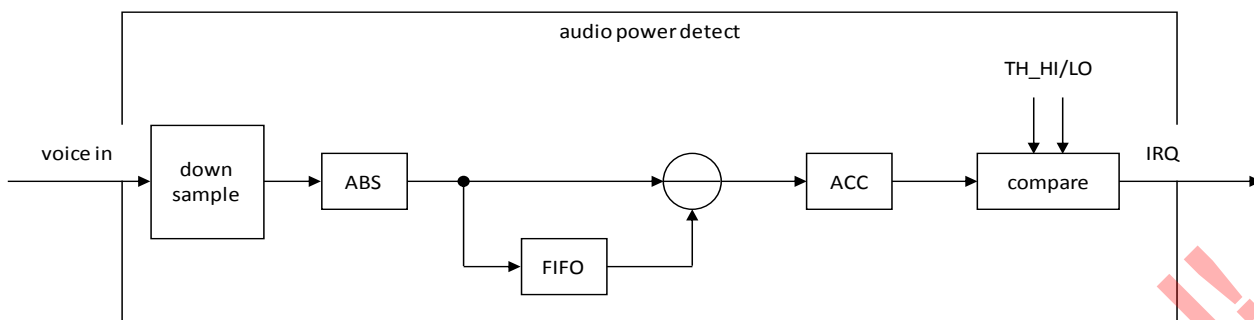 audio power detect
TH_HI/LO
voice in
IRQ
down
sample
ABS
ACC
compare
FIFO